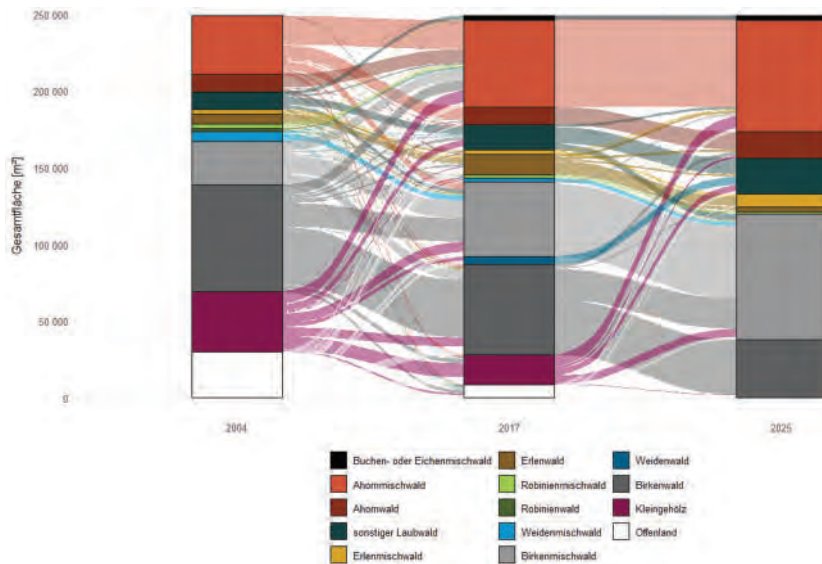 250 000
200 000
150 000
100 000
50 000
0
Gesamtfläche [m²]
2004
2017
2025
Buchen- oder Eichenmischwald
Ahornmischwald
Ahornwald
sonstiger Laubwald
Erlenmischwald
Erlenwald
Robinienmischwald
Robinienwald
Weidenmischwald
Birkenmischwald
Weidenwald
Birkenwald
Kleingehölz
Offenland